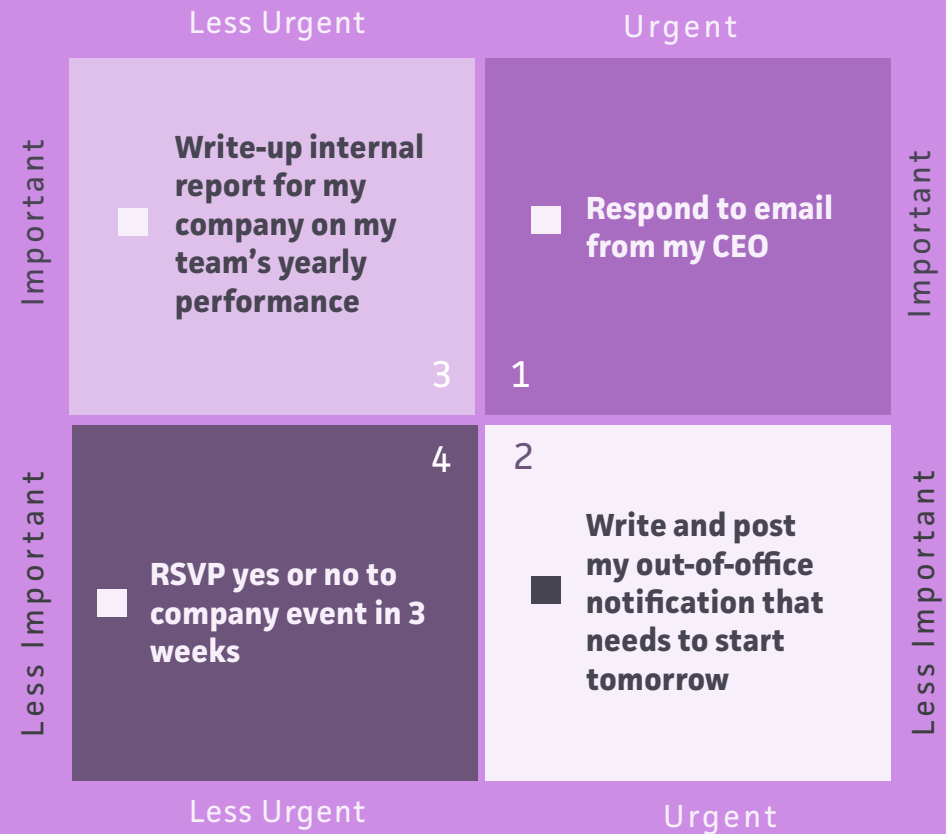 Less Urgent
Urgent
Important
Write-up internal
report for my
company on my
team's yearly
performance
3
Respond to email
from my CEO
1
Important
Less Important
4
RSVP yes or no to
company event in 3
weeks
2
Write and post
my out-of-office
notification that
needs to start
tomorrow
Less Important
Less Urgent
Urgent